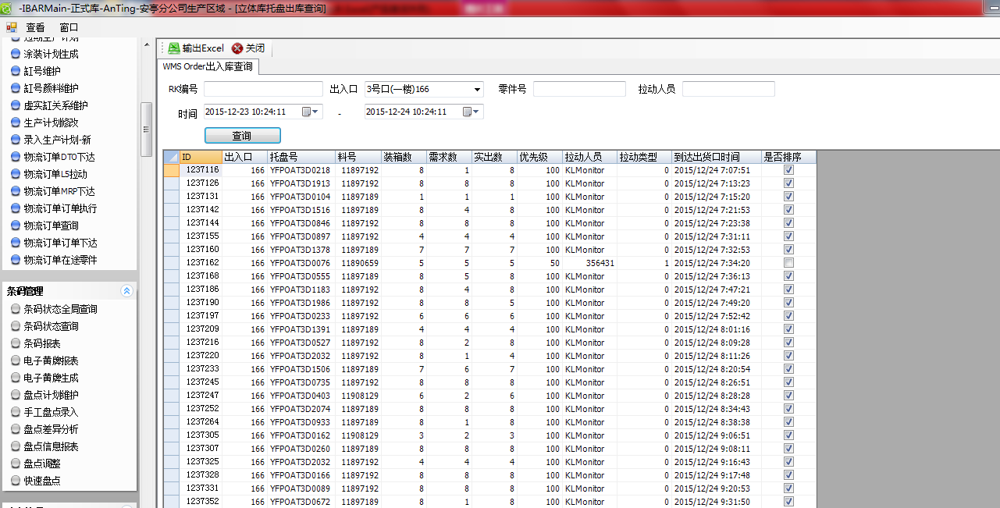 -IBARMain-正式库-AnTing-安亭分公司生产区域 - [立体库托盘出库查询]
查看 窗口
过期生产计划
涂装计划生成
缸号维护
缸号颜料维护
虚实缸关系维护
生产计划修改
录入生产计划-新
物流订单DTO下达
物流订单L5拉动
物流订单MRP下达
物流订单订单执行
物流订单查询
物流订单订单下达
物流订单在途零件
条码管理
条码状态全局查询
条码状态查询
条码报表
电子黄牌报表
电子黄牌生成
盘点计划维护
手工盘点录入
盘点差异分析
盘点信息报表
盘点调整
快速盘点
输出Excel 关闭
WMS Order出入库查询
RK编号 出入口 3号口(一楼)166 零件号 拉动人员
时间 2015-12-23 10:24:11 - 2015-12-24 10:24:11
查询
ID 出入口 托盘号 料号 装箱数 需求数 实出数 优先级 拉动人员 拉动类型 到达出货口时间 是否排序
1237116 166 YFPOAT3D0218 11897192 8 1 8 100 KLMonitor 0 2015/12/24 7:07:51
1237126 166 YFPOAT3D1913 11897192 8 8 8 100 KLMonitor 0 2015/12/24 7:13:23
1237131 166 YFPOAT3D0104 11897189 1 1 1 100 KLMonitor 0 2015/12/24 7:15:20
1237142 166 YFPOAT3D1516 11897189 8 4 8 100 KLMonitor 0 2015/12/24 7:21:53
1237144 166 YFPOAT3D0846 11897192 8 8 8 100 KLMonitor 0 2015/12/24 7:23:38
1237155 166 YFPOAT3D0897 11897192 4 4 4 100 KLMonitor 0 2015/12/24 7:31:11
1237160 166 YFPOAT3D1378 11897189 7 7 7 100 KLMonitor 0 2015/12/24 7:32:53
1237162 166 YFPOAT3D0076 11890659 5 5 5 50 356431 1 2015/12/24 7:34:20
1237168 166 YFPOAT3D0555 11897189 8 5 8 100 KLMonitor 0 2015/12/24 7:36:13
1237186 166 YFPOAT3D1183 11897192 8 4 8 100 KLMonitor 0 2015/12/24 7:47:21
1237190 166 YFPOAT3D1986 11897192 8 8 5 100 KLMonitor 0 2015/12/24 7:49:20
1237197 166 YFPOAT3D0233 11897192 6 6 6 100 KLMonitor 0 2015/12/24 7:52:42
1237209 166 YFPOAT3D1391 11897189 4 4 4 100 KLMonitor 0 2015/12/24 8:01:16
1237216 166 YFPOAT3D0527 11897192 8 2 8 100 KLMonitor 0 2015/12/24 8:09:28
1237220 166 YFPOAT3D2032 11897192 8 1 4 100 KLMonitor 0 2015/12/24 8:11:26
1237233 166 YFPOAT3D1506 11897189 7 6 7 100 KLMonitor 0 2015/12/24 8:20:54
1237245 166 YFPOAT3D0735 11897192 8 8 8 100 KLMonitor 0 2015/12/24 8:26:51
1237247 166 YFPOAT3D0403 11908129 6 2 6 100 KLMonitor 0 2015/12/24 8:28:28
1237252 166 YFPOAT3D2074 11897189 8 8 8 100 KLMonitor 0 2015/12/24 8:34:43
1237264 166 YFPOAT3D0933 11897189 8 1 8 100 KLMonitor 0 2015/12/24 8:38:38
1237305 166 YFPOAT3D0162 11908129 3 2 3 100 KLMonitor 0 2015/12/24 9:06:51
1237307 166 YFPOAT3D0260 11897189 8 8 8 100 KLMonitor 0 2015/12/24 9:08:11
1237325 166 YFPOAT3D2032 11897192 4 4 4 100 KLMonitor 0 2015/12/24 9:16:43
1237328 166 YFPOAT3D0166 11897192 8 8 8 100 KLMonitor 0 2015/12/24 9:17:48
1237331 166 YFPOAT3D0089 11897189 8 8 8 100 KLMonitor 0 2015/12/24 9:20:53
1237352 166 YFPOAT3D0672 11897189 8 1 8 100 KLMonitor 0 2015/12/24 9:31:50